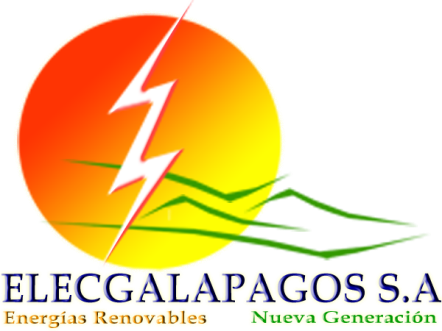 ELECGALAPAGOS S.A
Energías Renovables Nueva Generación